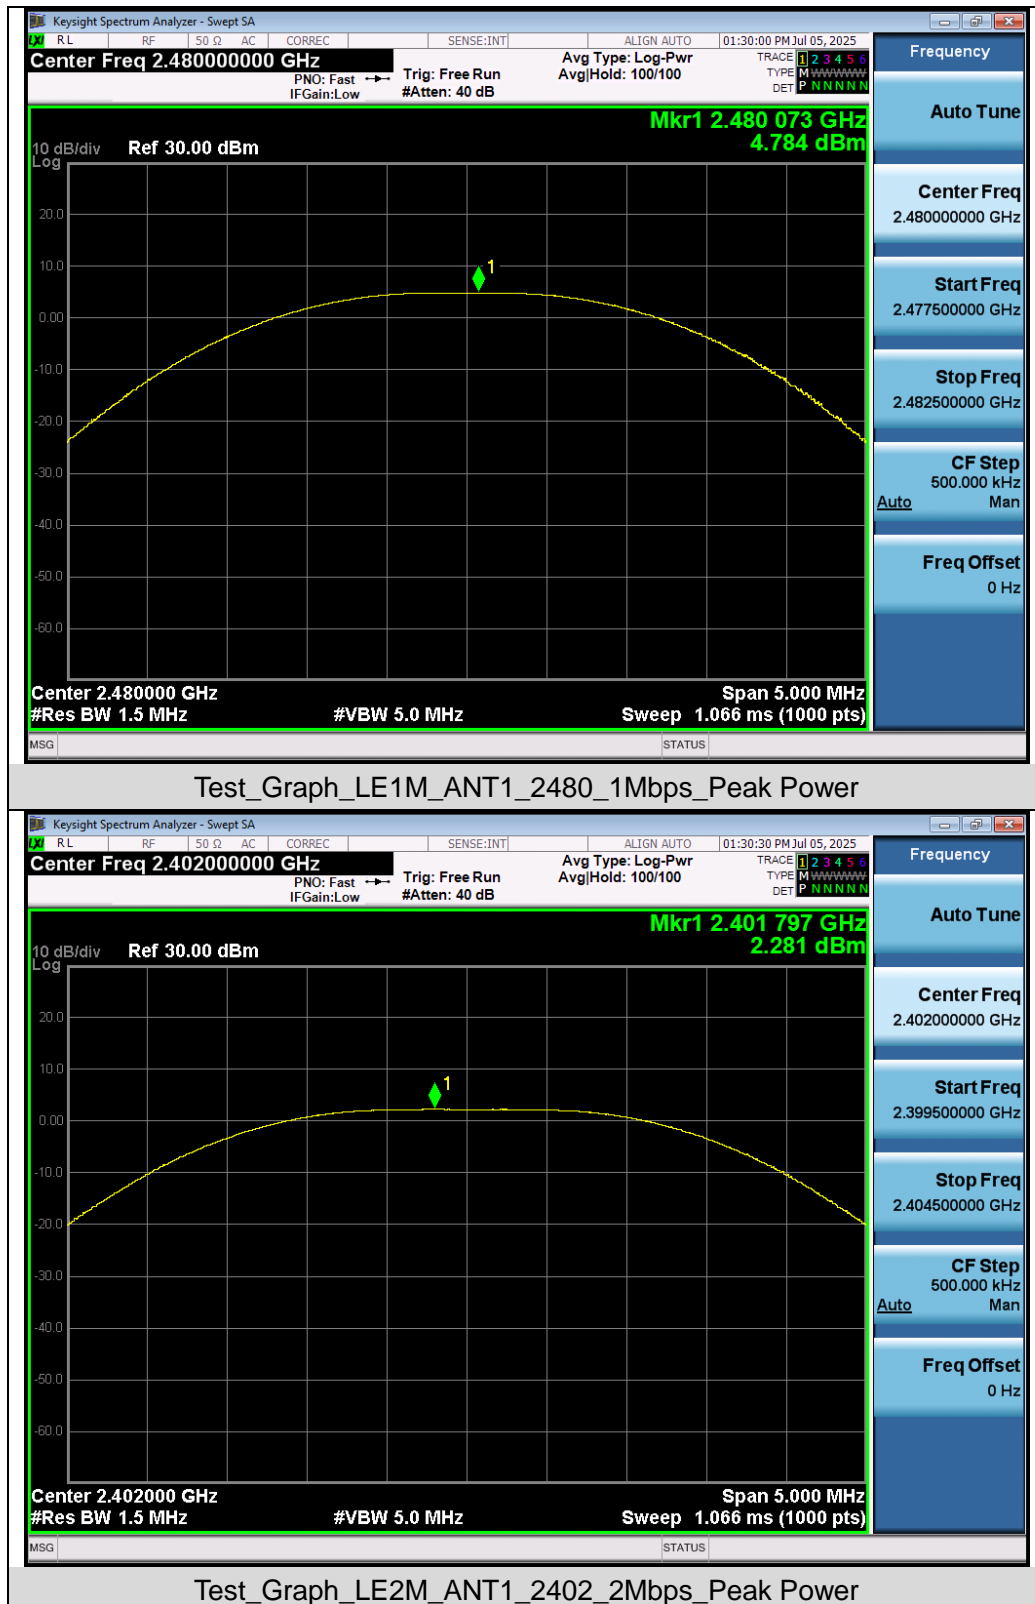 Keysight Spectrum Analyzer - Swept SA
LXI RL RF 50 Ω AC CORREC SENSE:INT ALIGN AUTO 01:30:00 PM Jul 05, 2025
Center Freq 2.480000000 GHz
PNO: Fast
IFGain:Low
Trig: Free Run
#Atten: 40 dB
Avg Type: Log-Pwr
Avg|Hold: 100/100
TRACE 1 2 3 4 5 6
TYPE M W W W W W
DET P N N N N N
Mkr1 2.480 073 GHz
4.784 dBm
10 dB/div Ref 30.00 dBm
Log
20.0
10.0
1
0.00
-10.0
-20.0
-30.0
-40.0
-50.0
-60.0
Center 2.480000 GHz Span 5.000 MHz
#Res BW 1.5 MHz #VBW 5.0 MHz Sweep 1.066 ms (1000 pts)
MSG STATUS
Frequency
Auto Tune
Center Freq
2.480000000 GHz
Start Freq
2.477500000 GHz
Stop Freq
2.482500000 GHz
CF Step
500.000 kHz
Auto Man
Freq Offset
0 Hz
Test_Graph_LE1M_ANT1_2480_1Mbps_Peak Power
Keysight Spectrum Analyzer - Swept SA
LXI RL RF 50 Ω AC CORREC SENSE:INT ALIGN AUTO 01:30:30 PM Jul 05, 2025
Center Freq 2.402000000 GHz
PNO: Fast
IFGain:Low
Trig: Free Run
#Atten: 40 dB
Avg Type: Log-Pwr
Avg|Hold: 100/100
TRACE 1 2 3 4 5 6
TYPE M W W W W W
DET P N N N N N
Mkr1 2.401 797 GHz
2.281 dBm
10 dB/div Ref 30.00 dBm
Log
20.0
10.0
1
0.00
-10.0
-20.0
-30.0
-40.0
-50.0
-60.0
Center 2.402000 GHz Span 5.000 MHz
#Res BW 1.5 MHz #VBW 5.0 MHz Sweep 1.066 ms (1000 pts)
MSG STATUS
Frequency
Auto Tune
Center Freq
2.402000000 GHz
Start Freq
2.399500000 GHz
Stop Freq
2.404500000 GHz
CF Step
500.000 kHz
Auto Man
Freq Offset
0 Hz
Test_Graph_LE2M_ANT1_2402_2Mbps_Peak Power